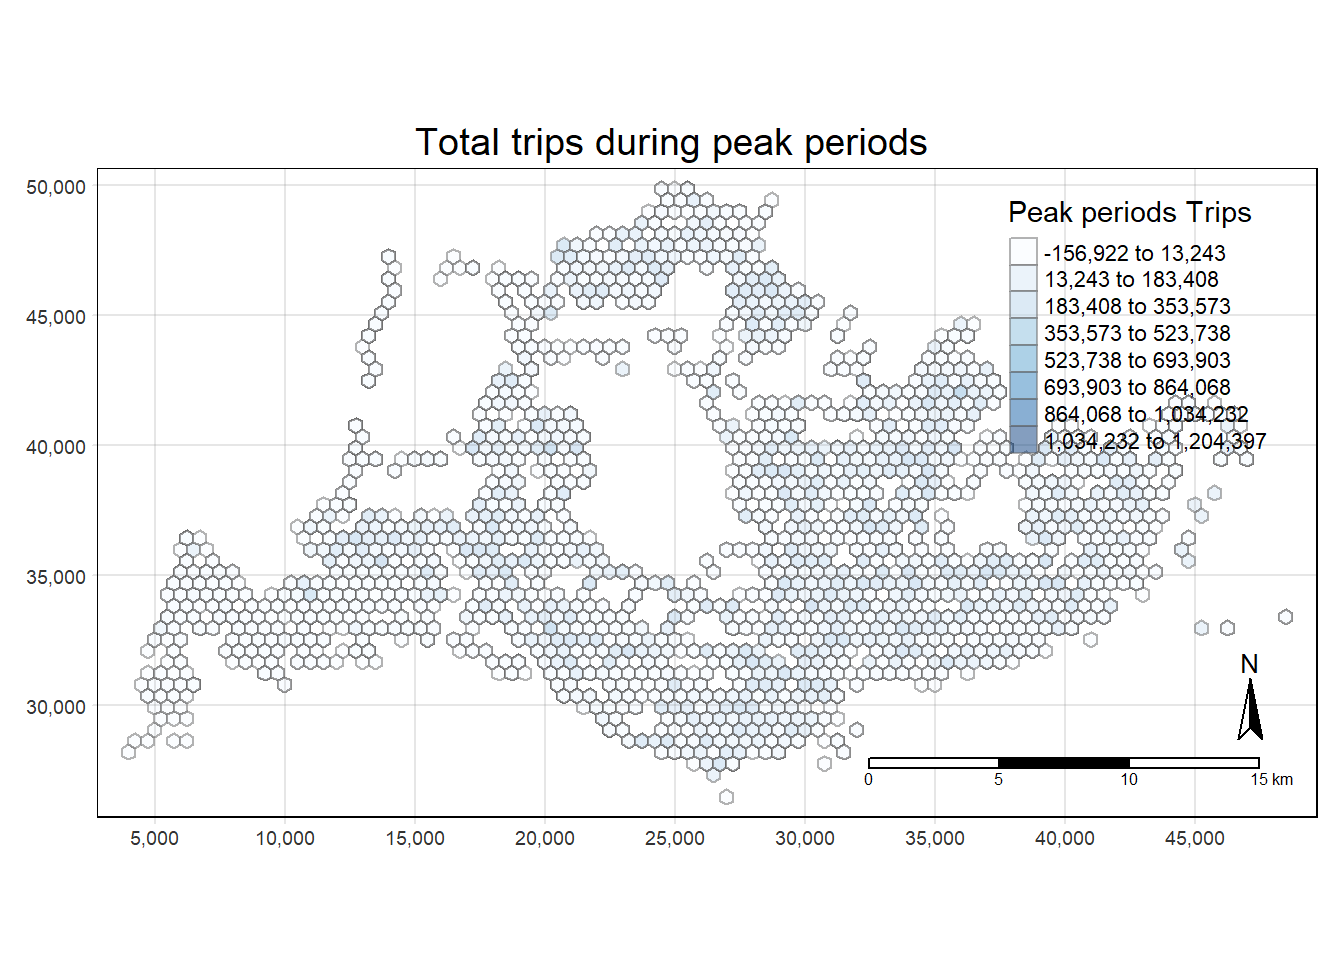 Total trips during peak periods
50,000
45,000
40,000
35,000
30,000
Peak periods Trips
-156,922 to 13,243
13,243 to 183,408
183,408 to 353,573
353,573 to 523,738
523,738 to 693,903
693,903 to 864,068
864,068 to 1,034,232
1,034,232 to 1,204,397
N
0 5 10 15 km
5,000 10,000 15,000 20,000 25,000 30,000 35,000 40,000 45,000